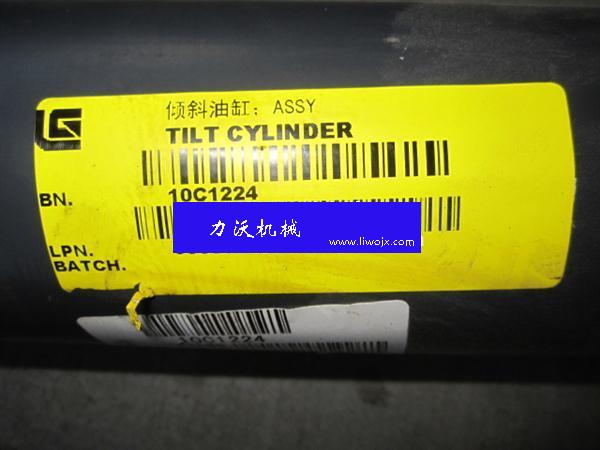 倾斜油缸; ASSY
TILT CYLINDER
BN.
10C1224
力沃机械
www.liwojx.com
LPN.
BATCH.
10C1224